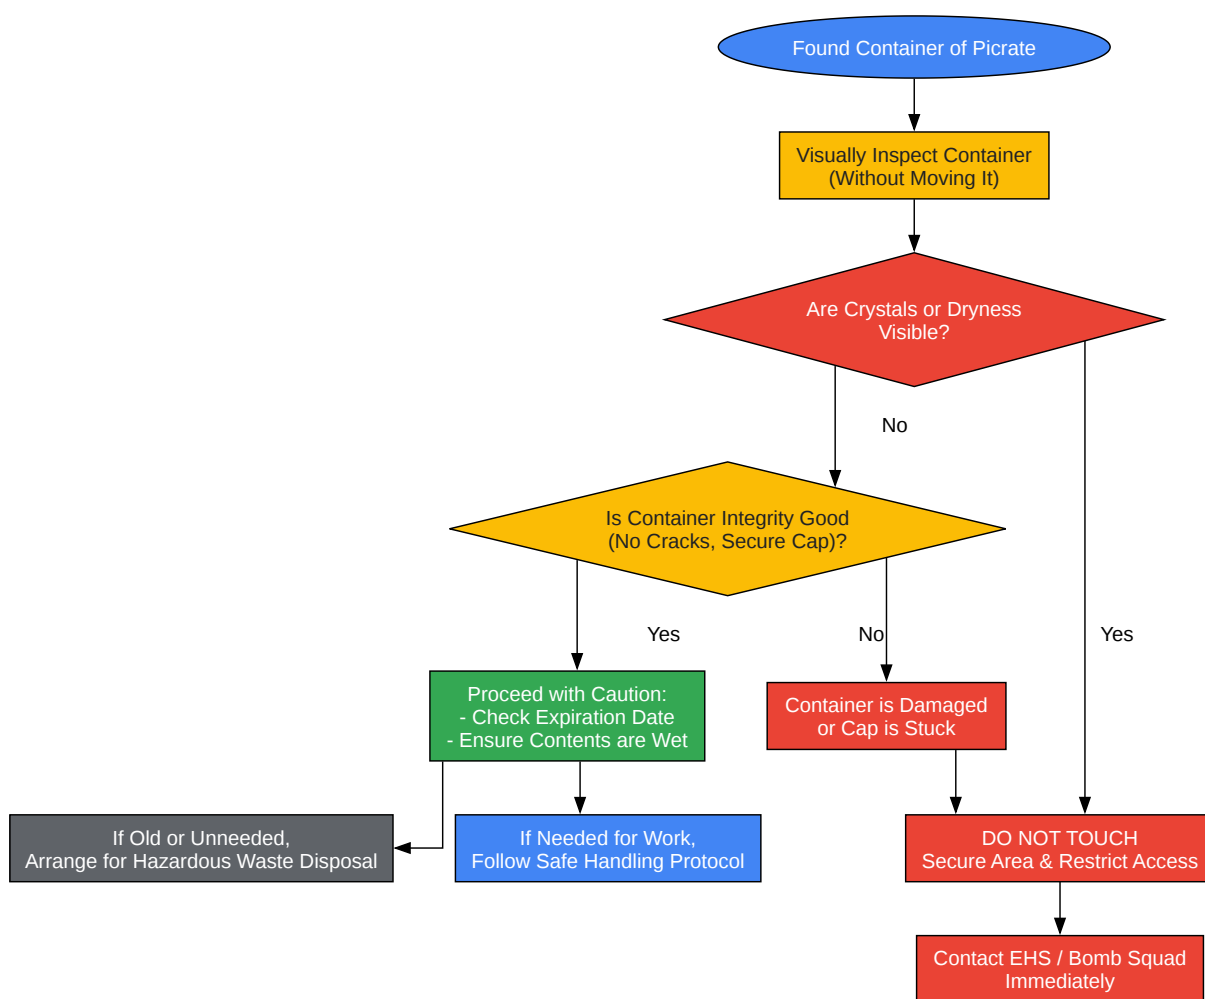 Found Container of Picrate
Visually Inspect Container
(Without Moving It)
Are Crystals or Dryness
Visible?
No
Is Container Integrity Good
(No Cracks, Secure Cap)?
Yes
No
Yes
Proceed with Caution:
- Check Expiration Date
- Ensure Contents are Wet
Container is Damaged
or Cap is Stuck
If Old or Unneeded,
Arrange for Hazardous Waste Disposal
If Needed for Work,
Follow Safe Handling Protocol
DO NOT TOUCH
Secure Area & Restrict Access
Contact EHS / Bomb Squad
Immediately